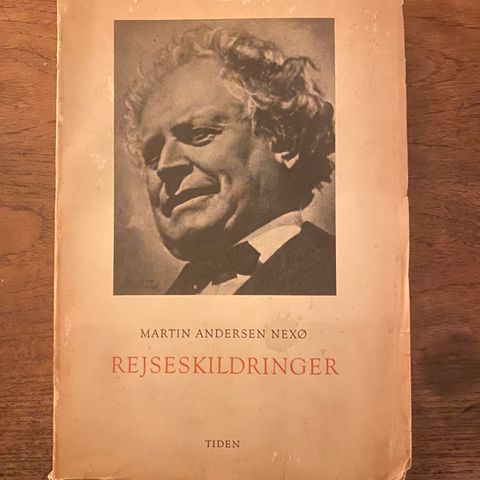 MARTIN ANDERSEN NEXØ
REJSESKILDRINGER
TIDEN